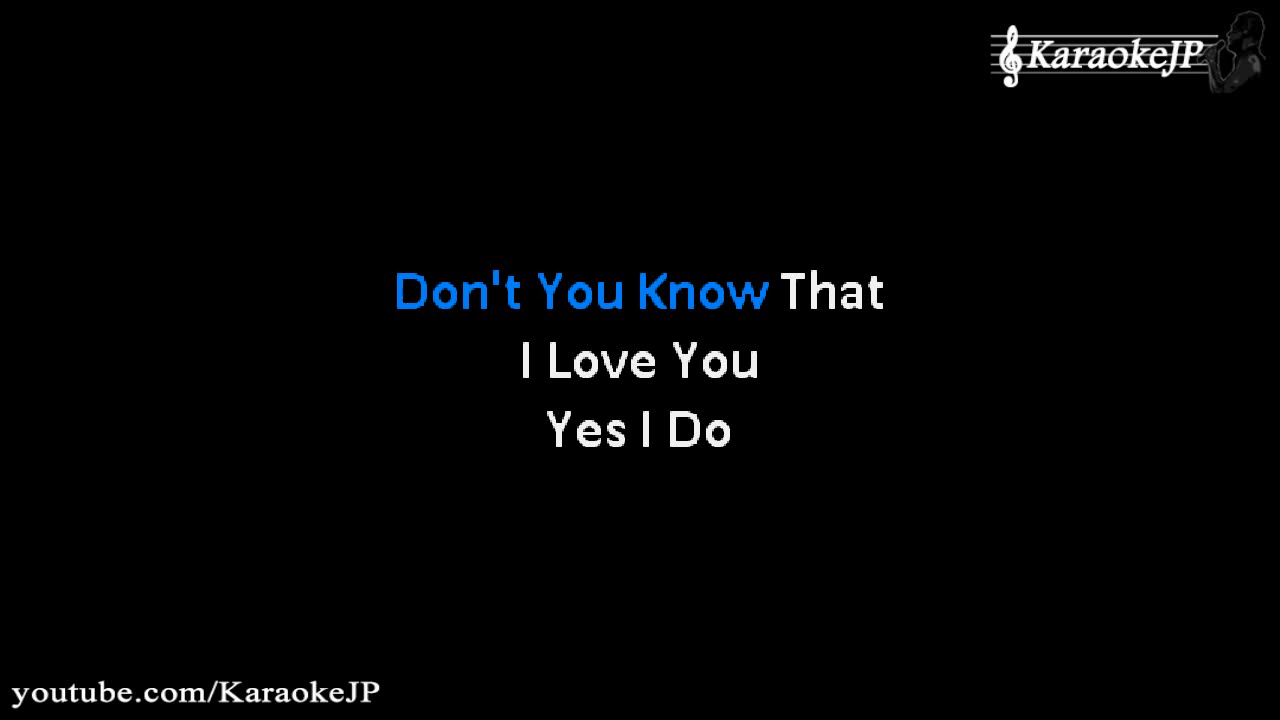 KaraokeJP
Don't You Know That
I Love You
Yes I Do
youtube.com/KaraokeJP